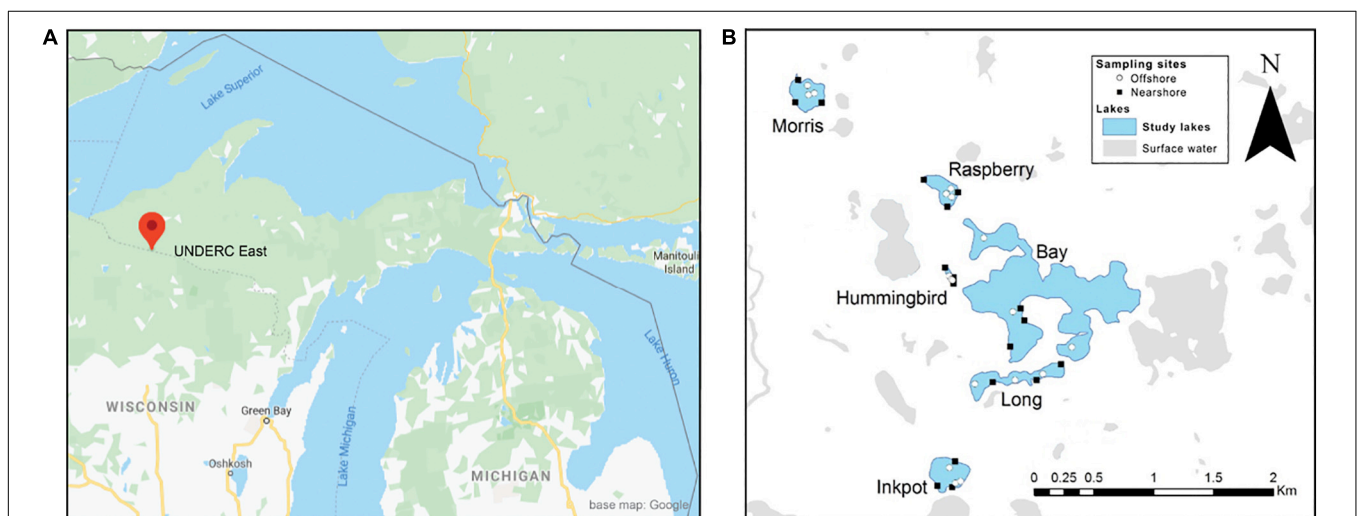 A
Lake Superior
UNDERC East
Manitoulin
Island
Lake Huron
WISCONSIN
Green Bay
Lake Michigan
Oshkosh
MICHIGAN
base map: Google
B
Sampling sites
Offshore
Nearshore
Lakes
Study lakes
Surface water
N
Morris
Raspberry
Bay
Hummingbird
Long
Inkpot
0 0.25 0.5 1 1.5 2
Km